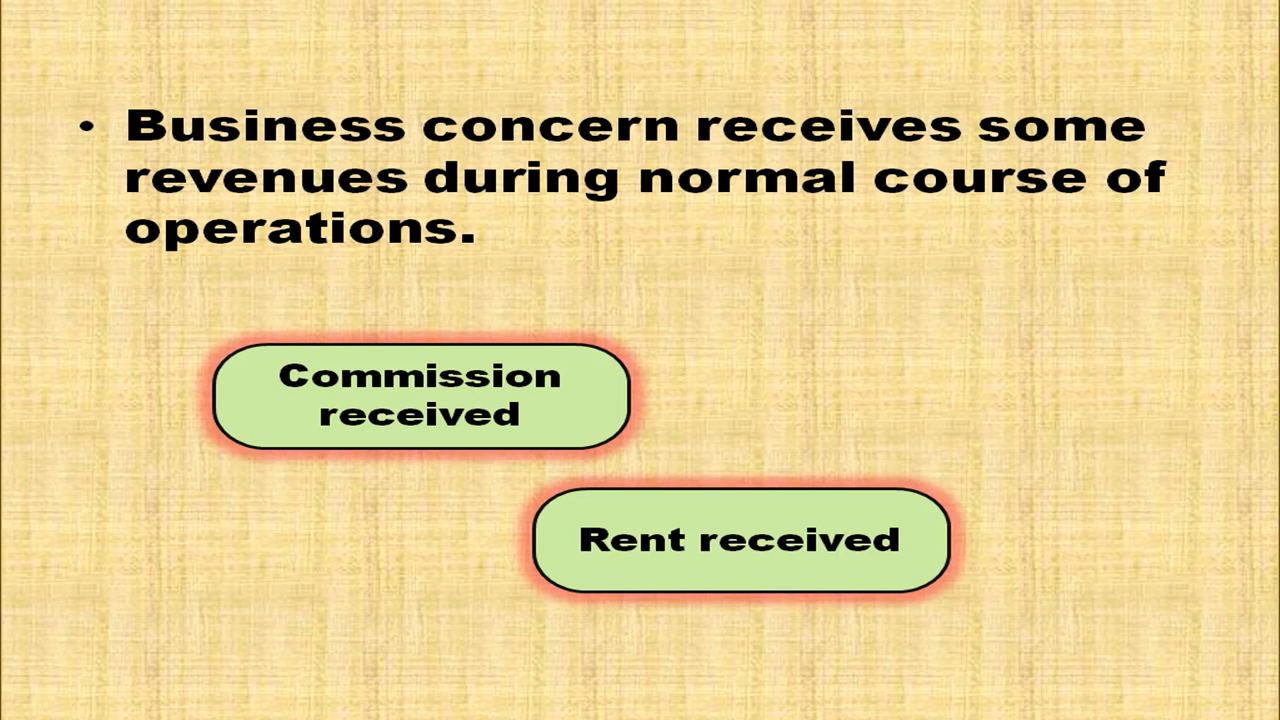 • Business concern receives some
revenues during normal course of
operations.
Commission
received
Rent received